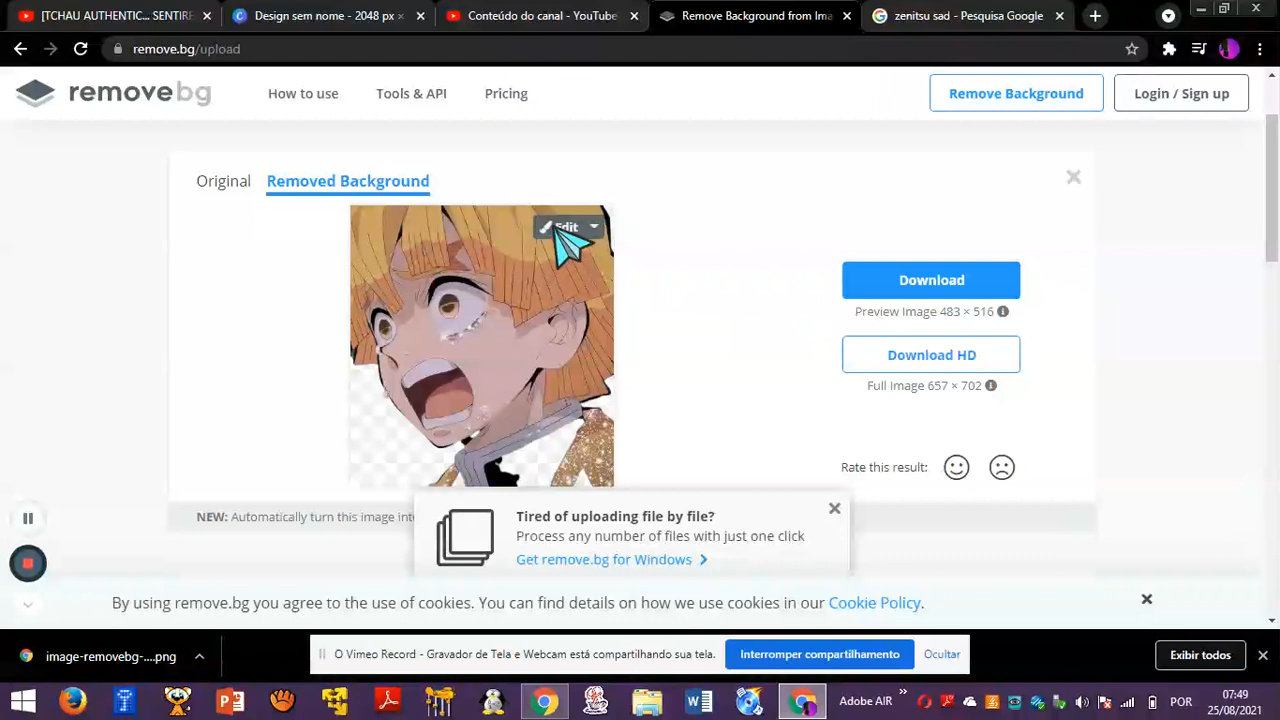 [TCHAU AUTHENTIC... SENTIRE
Design sem nome - 2048 px ×
Conteúdo do canal - YouTube
Remove Background from Ima
zenitsu sad - Pesquisa Google
remove.bg/upload
removebg
How to use
Tools & API
Pricing
Remove Background
Login / Sign up
Original
Removed Background
Edit
Download
Preview Image 483 × 516
Download HD
Full Image 657 × 702
Rate this result:
NEW: Automatically turn this image into
Tired of uploading file by file?
Process any number of files with just one click
Get remove.bg for Windows
By using remove.bg you agree to the use of cookies. You can find details on how we use cookies in our Cookie Policy.
image-removebg-....png
O Vimeo Record - Gravador de Tela e Webcam está compartilhando sua tela.
Interromper compartilhamento
Ocultar
Exibir todos
Adobe AIR
POR
07:49
25/08/2021